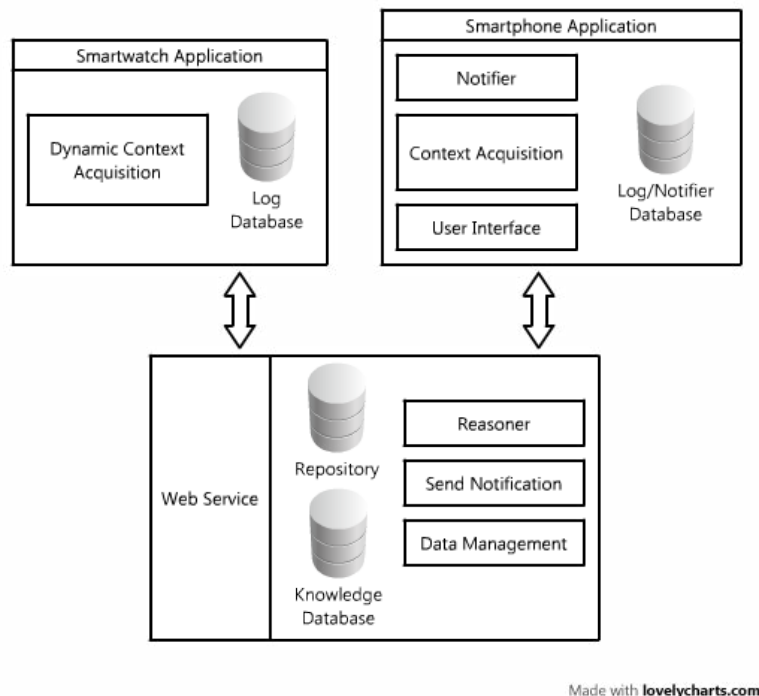 Smartwatch Application
Dynamic Context
Acquisition
Log
Database
Smartphone Application
Notifier
Context Acquisition
User Interface
Log/Notifier
Database
Web Service
Repository
Knowledge
Database
Reasoner
Send Notification
Data Management
Made with lovelycharts.com